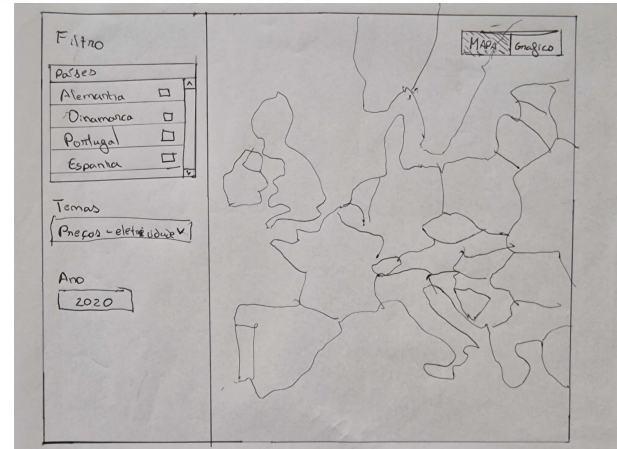 Filtro
MAPA Gráfico
Países
Alemanha
Dinamarca
Portugal
Espanha
Temas
Preços - eletricidade
Ano
2020